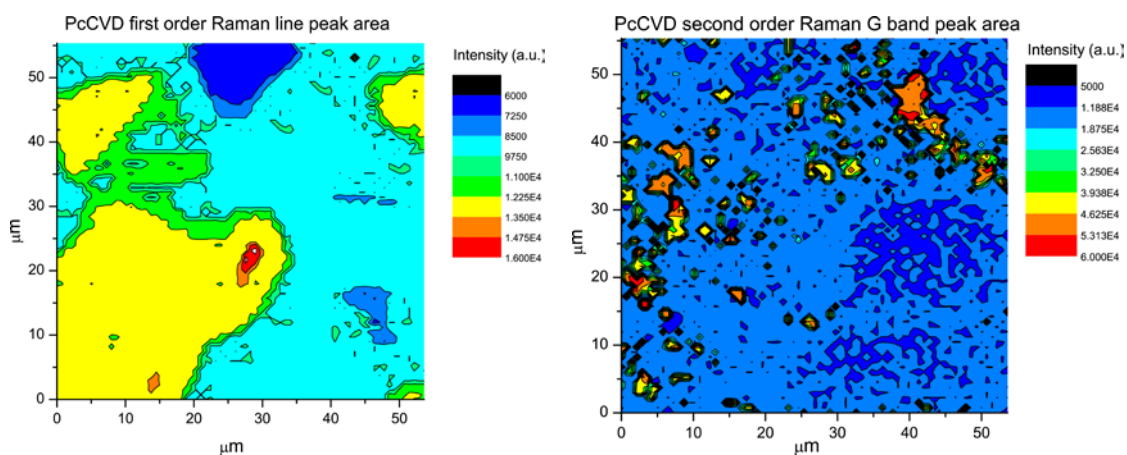 PcCVD first order Raman line peak area
Intensity (a.u.)
6000
7250
8500
9750
1.100E4
1.225E4
1.350E4
1.475E4
1.600E4
50
40
30
20
10
0
μm
0 10 20 30 40 50
μm
PcCVD second order Raman G band peak area
Intensity (a.u.)
5000
1.188E4
1.875E4
2.563E4
3.250E4
3.938E4
4.625E4
5.313E4
6.000E4
50
40
30
20
10
0
μm
0 10 20 30 40 50
μm